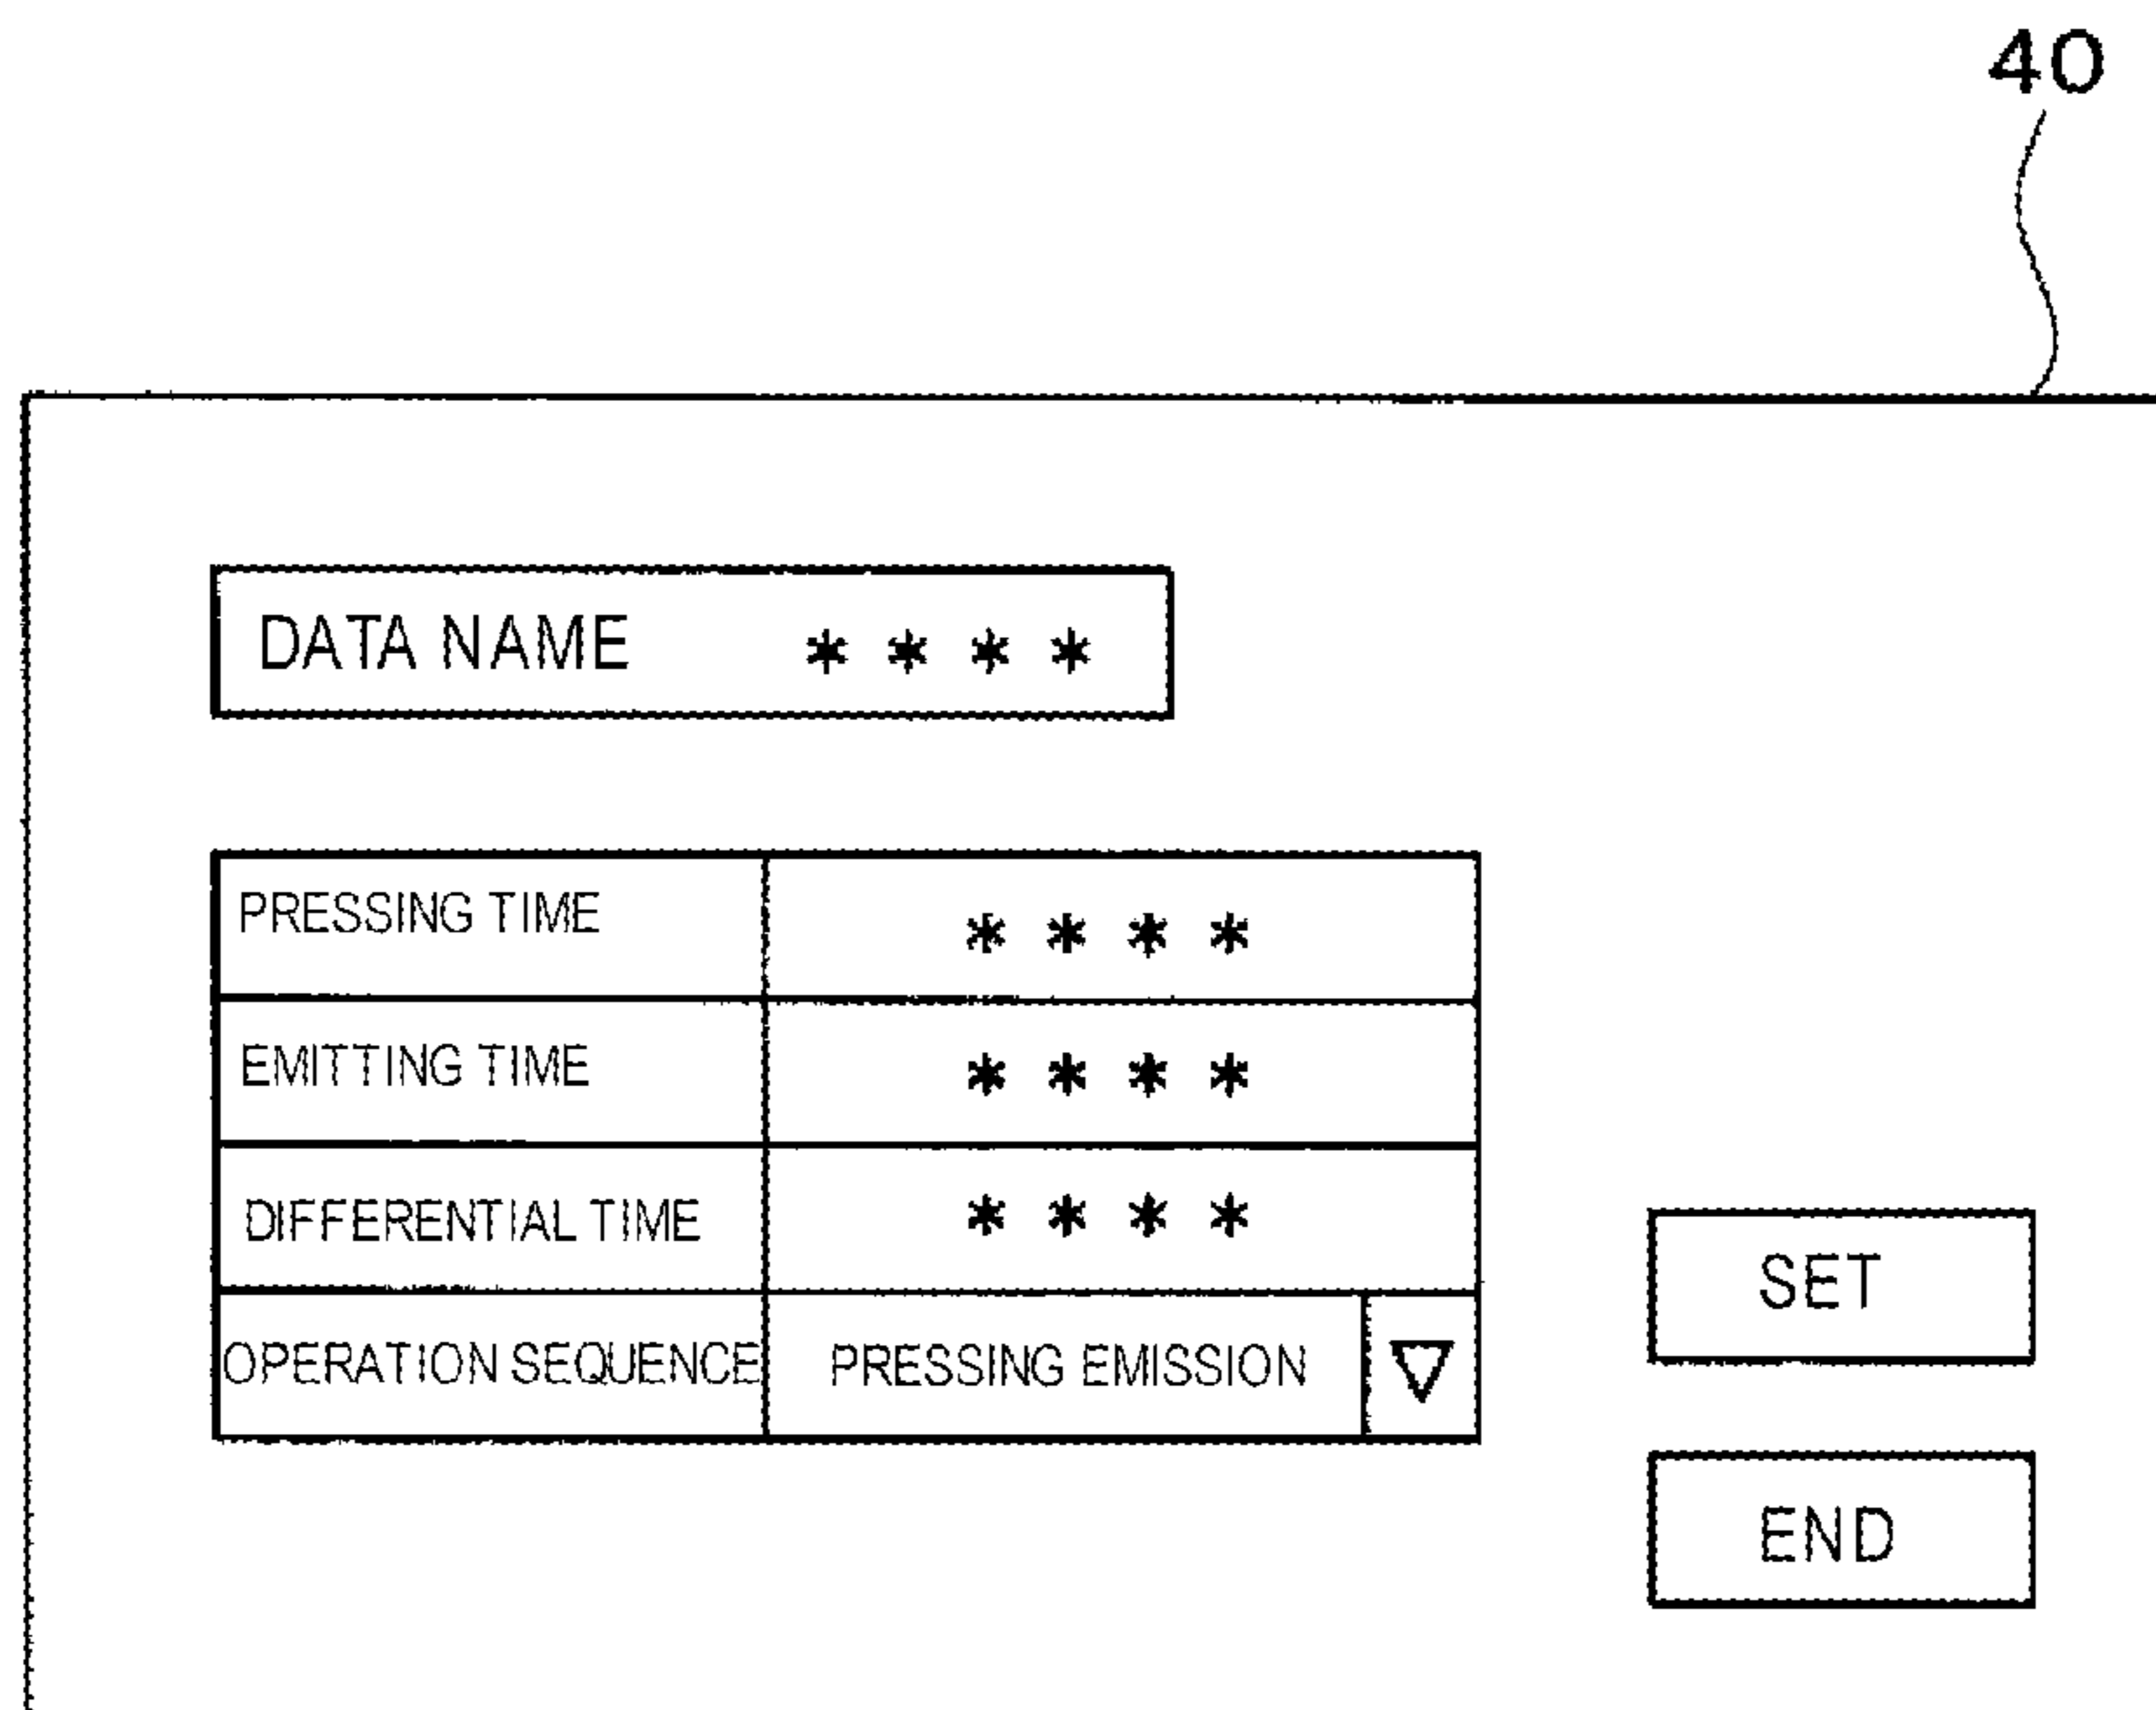 40
DATA NAME * * * *
PRESSING TIME * * * *
EMITTING TIME * * * *
DIFFERENTIAL TIME * * * *
OPERATION SEQUENCE PRESSING EMISSION ▽
SET
END